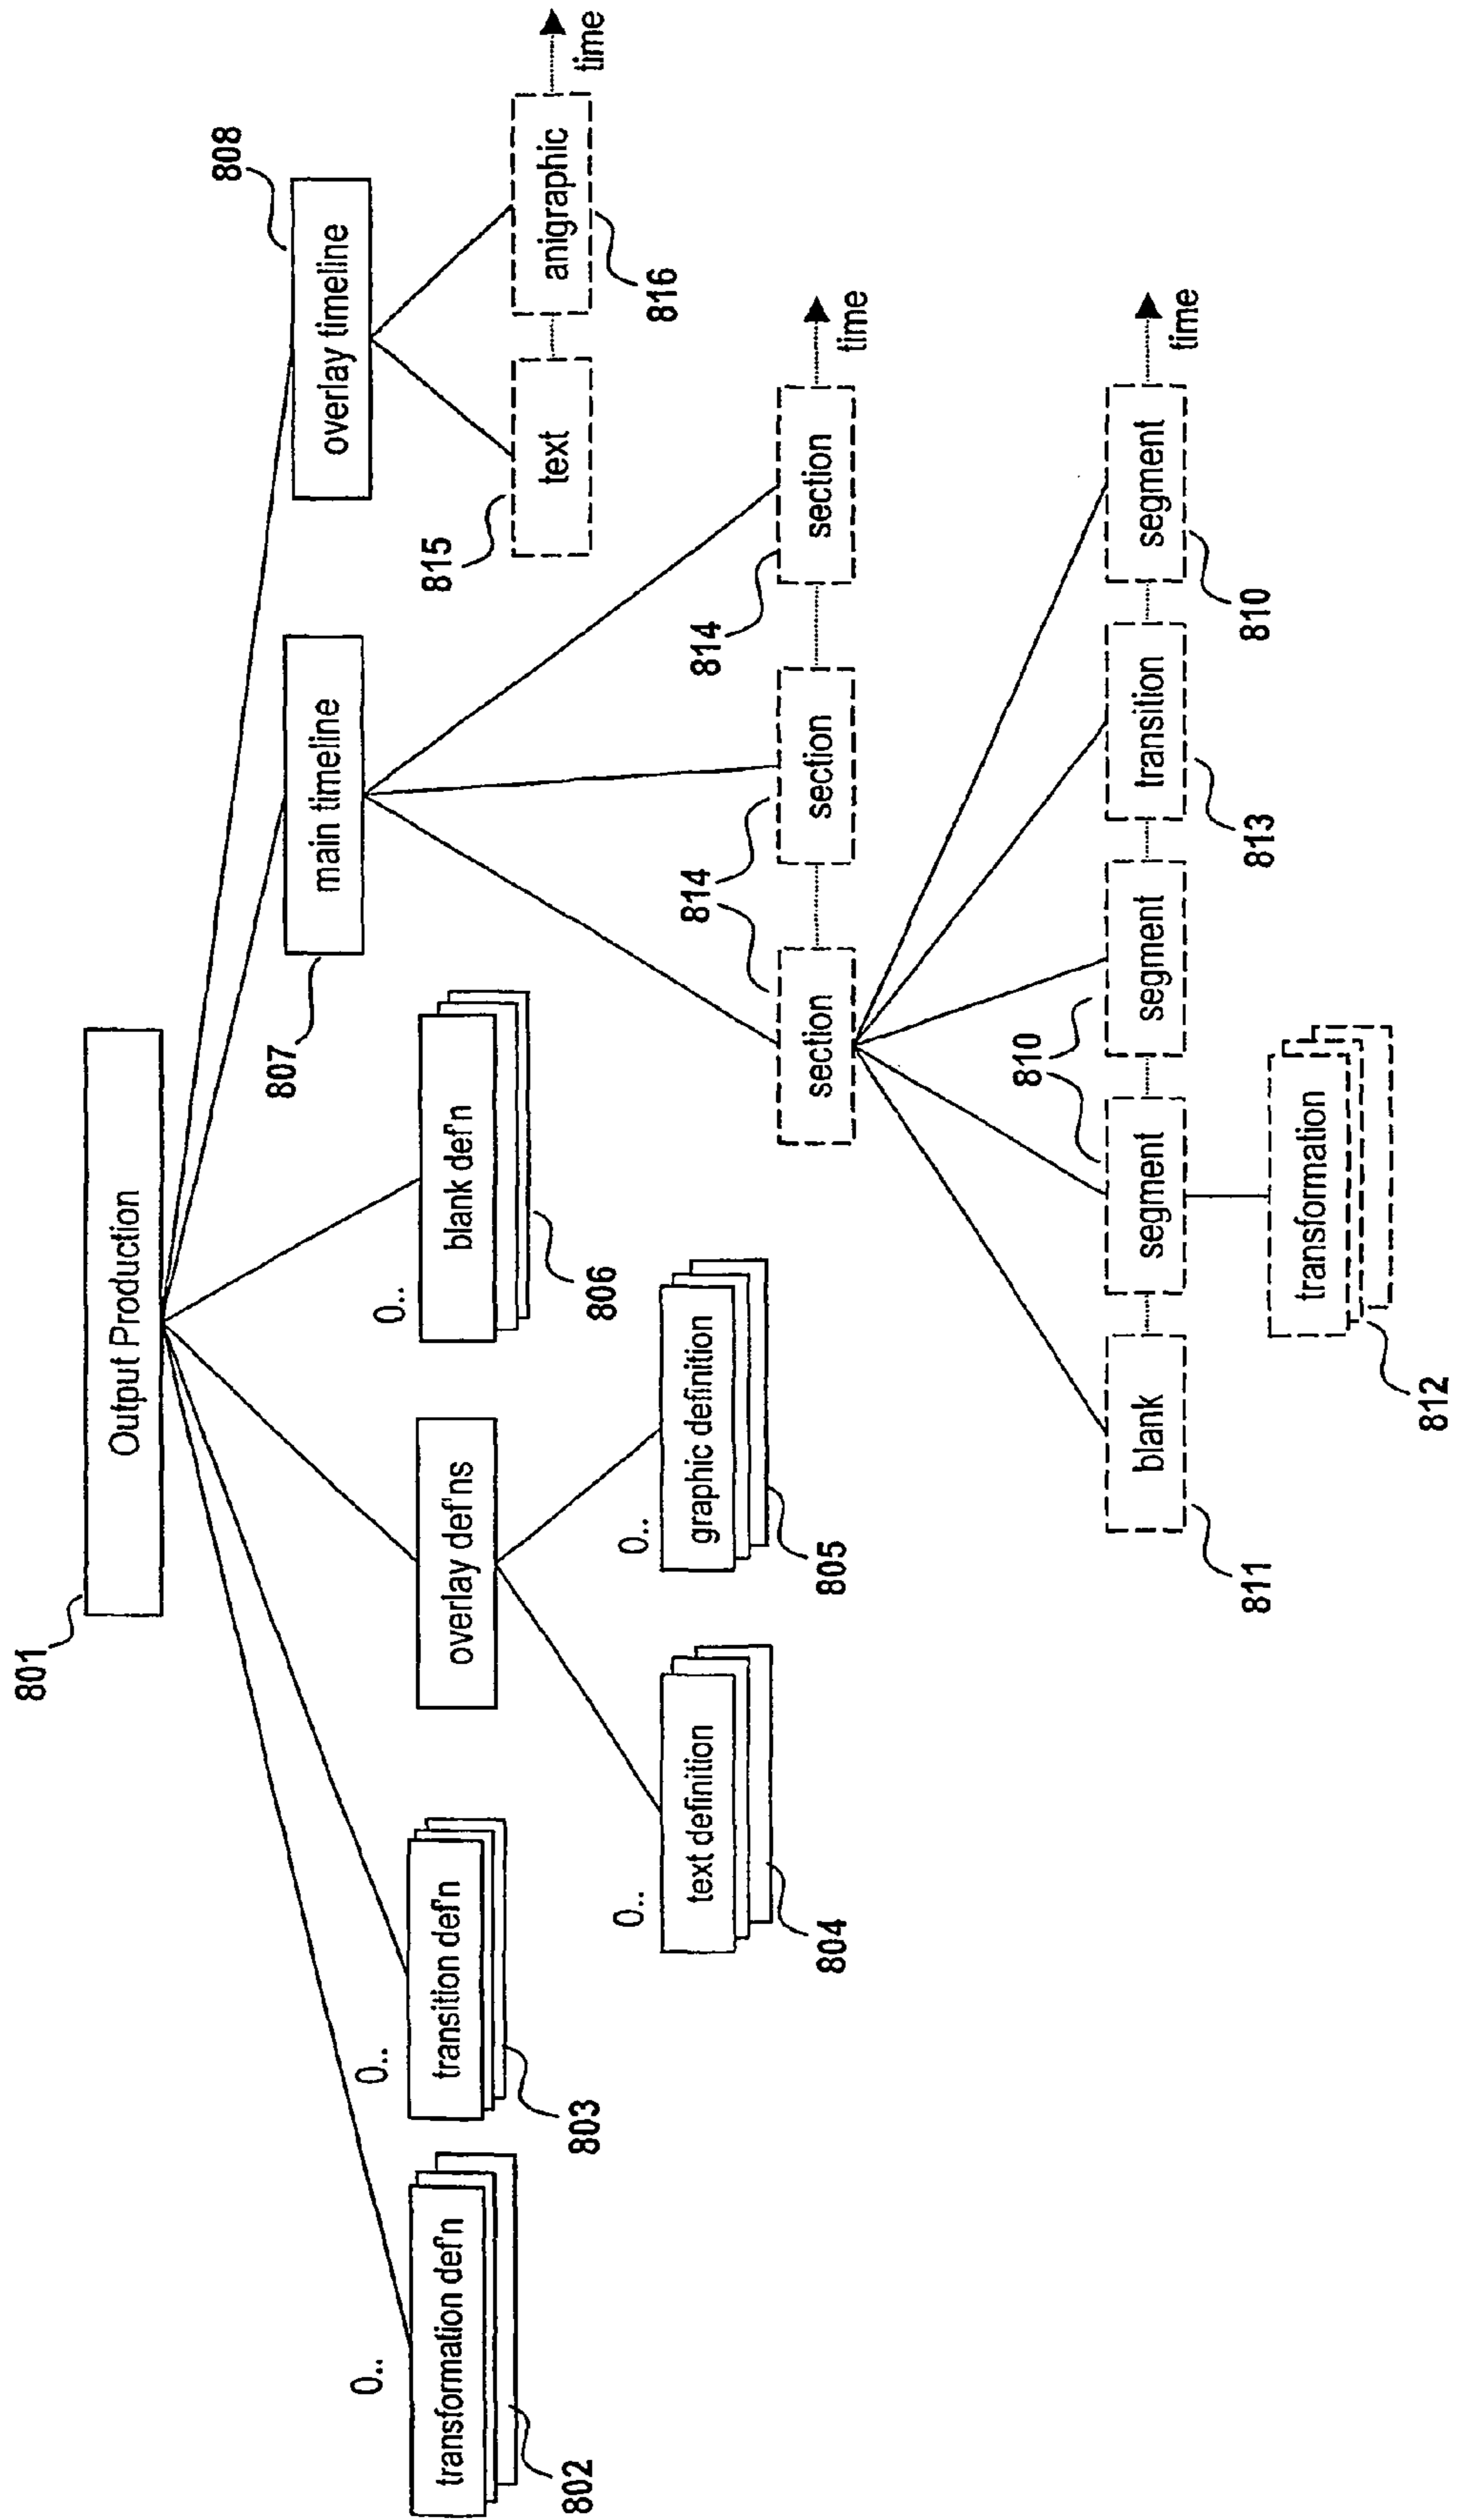 801
Output Production
808
overlay timeline
807
main timeline
0..
transformation def'n
802
0..
transition def'n
803
overlay def'ns
0..
blank def'n
806
815
text
anigraphic
816
time
0..
text definition
804
0..
graphic definition
805
814
814
section
section
section
time
810
811
blank
segment
segment
transition
813
segment
810
time
transformation
812